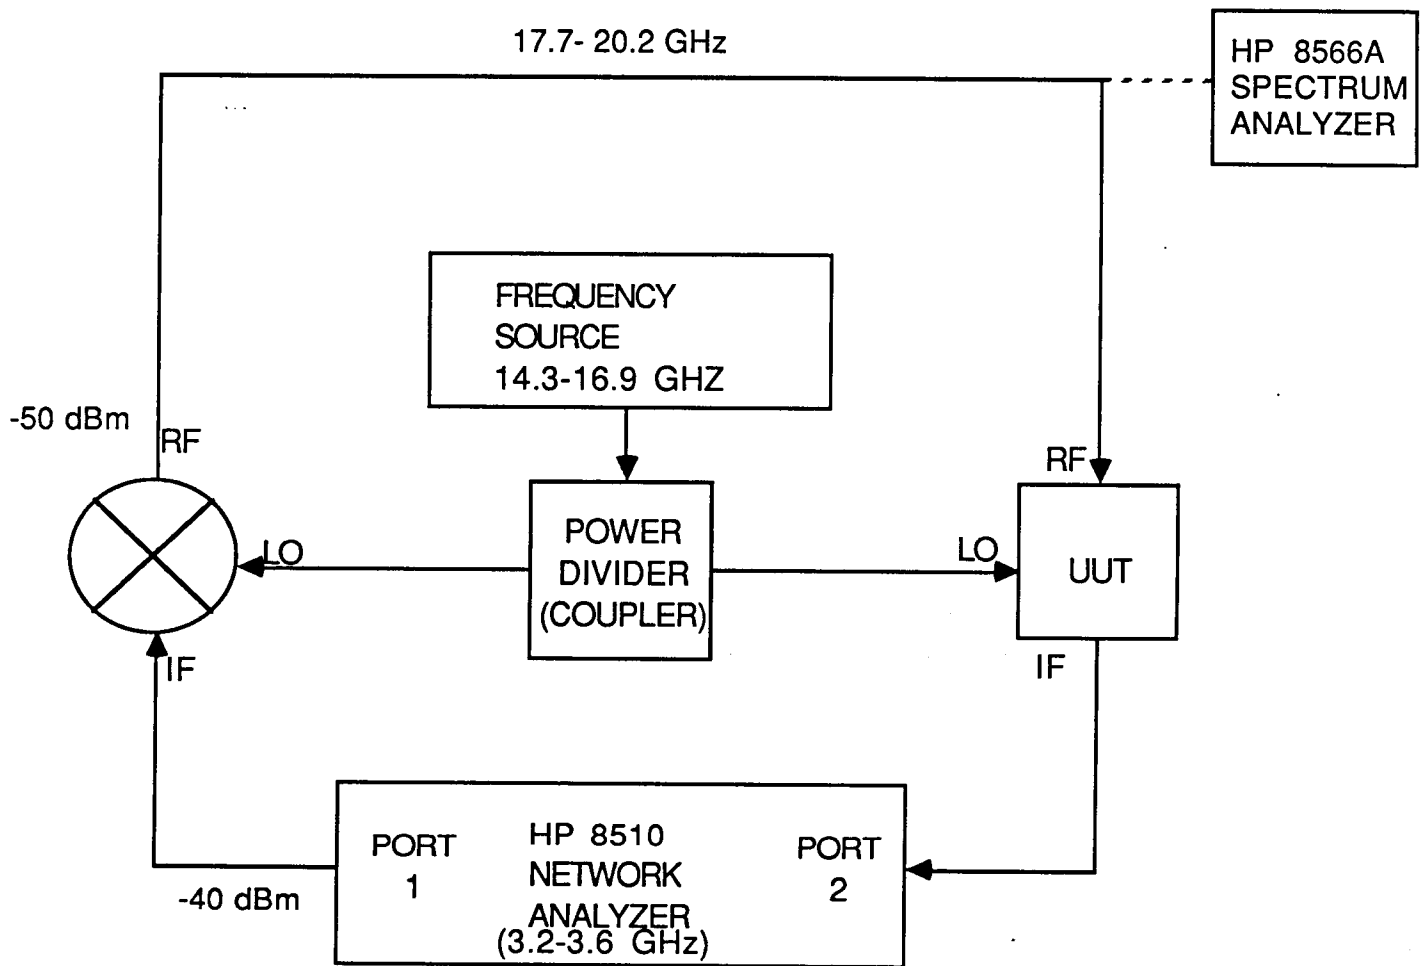 17.7- 20.2 GHz
HP 8566A
SPECTRUM
ANALYZER
FREQUENCY
SOURCE
14.3-16.9 GHZ
-50 dBm
RF
RF
POWER
DIVIDER
(COUPLER)
LO
LO
UUT
IF
IF
PORT
1
HP 8510
NETWORK
ANALYZER
(3.2-3.6 GHz)
PORT
2
-40 dBm